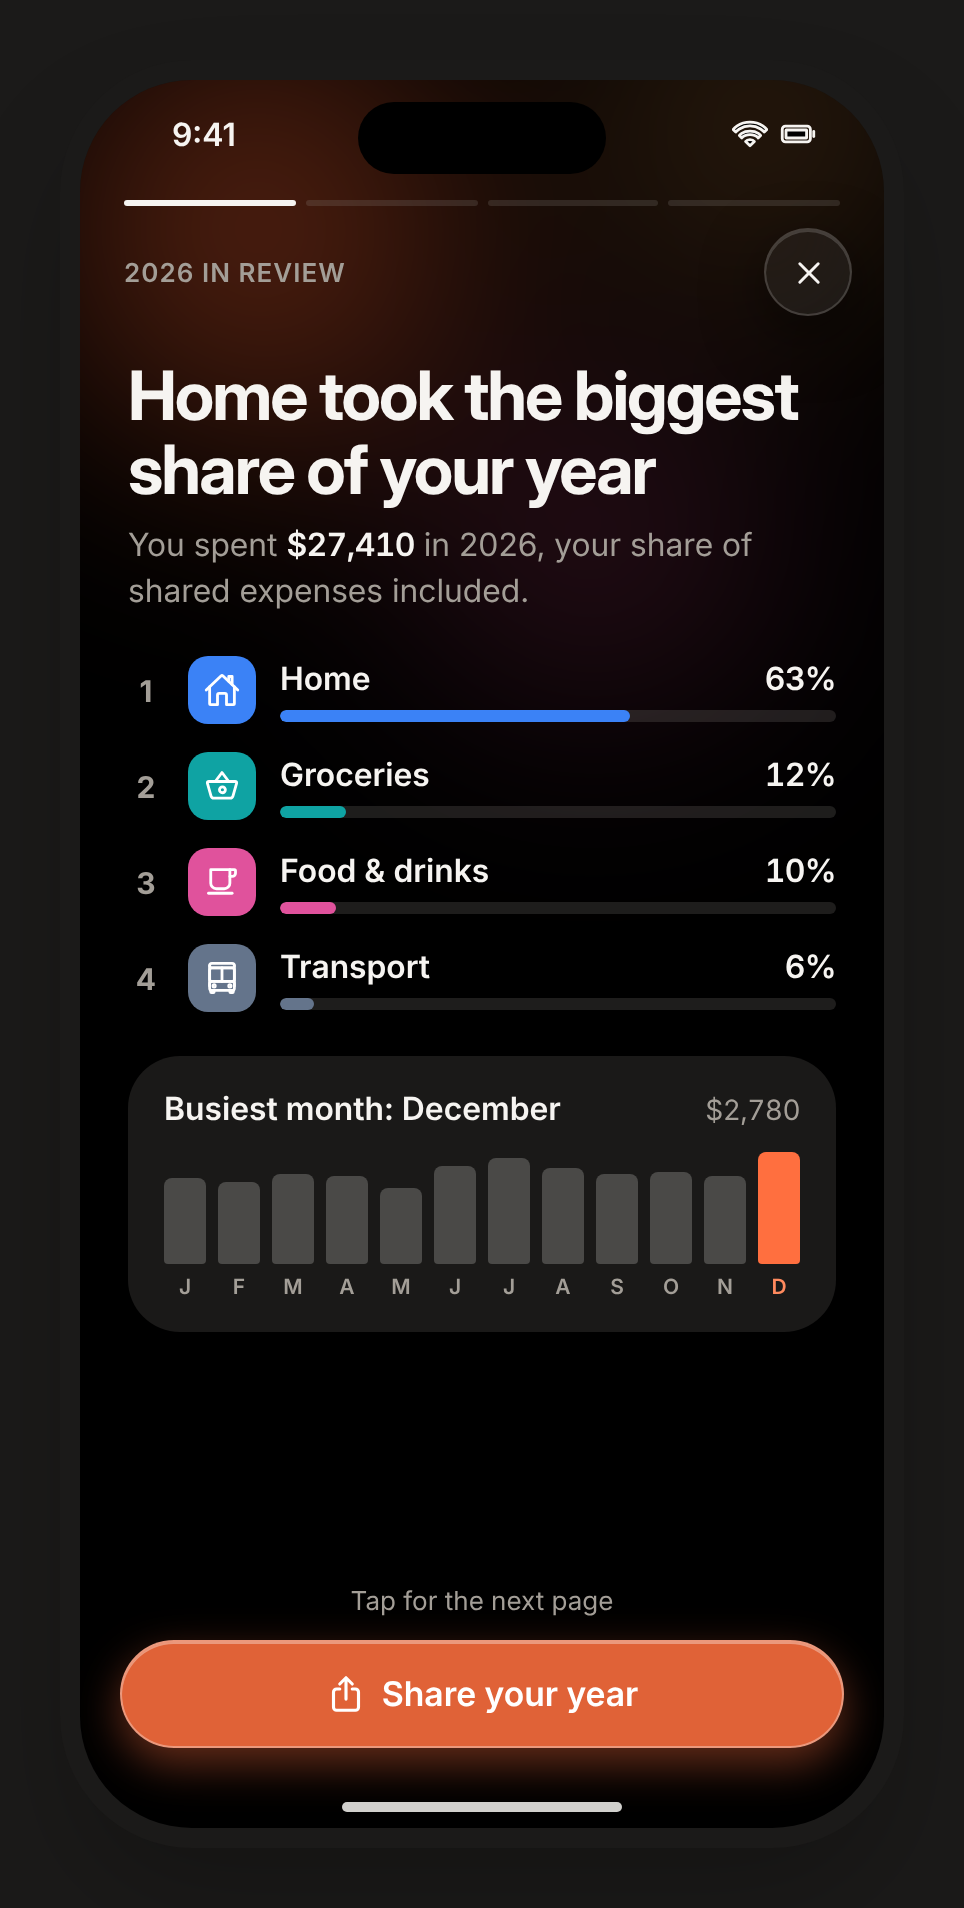 9:41
2026 IN REVIEW
Home took the biggest
share of your year
You spent $27,410 in 2026, your share of
shared expenses included.
1 Home 63%
2 Groceries 12%
3 Food & drinks 10%
4 Transport 6%
Busiest month: December $2,780
J F M A M J J A S O N D
Tap for the next page
Share your year